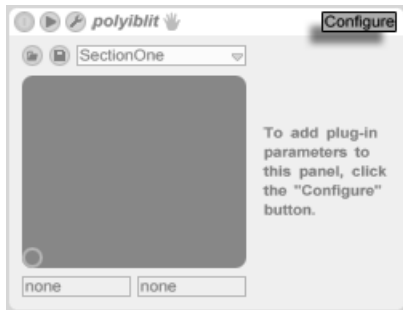 polyiblit
Configure
SectionOne
To add plug-in
parameters to
this panel, click
the "Configure"
button.
none
none